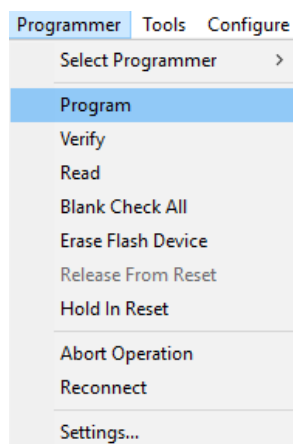 Programmer Tools Configure
Select Programmer >
Program
Verify
Read
Blank Check All
Erase Flash Device
Release From Reset
Hold In Reset
Abort Operation
Reconnect
Settings...